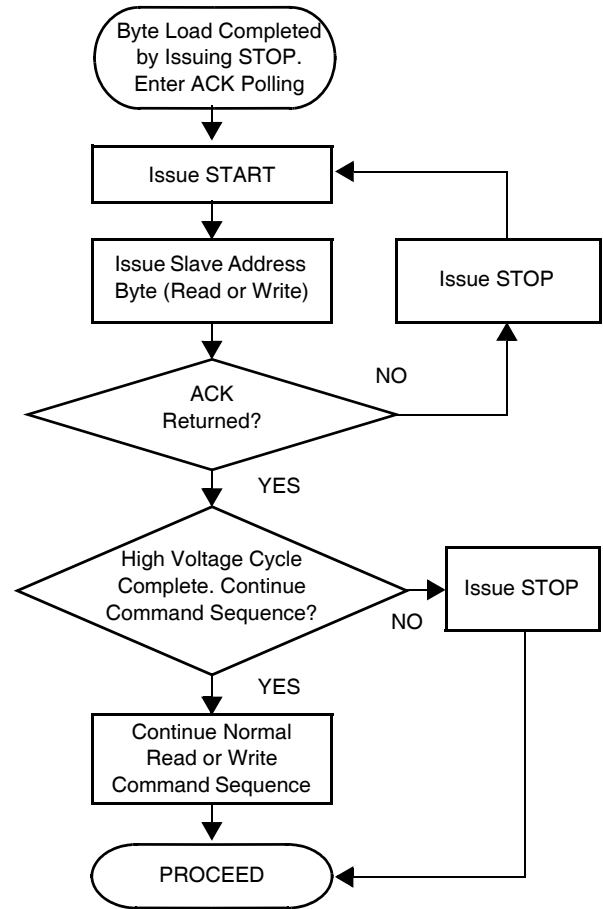 Byte Load Completed
by Issuing STOP.
Enter ACK Polling
Issue START
Issue Slave Address
Byte (Read or Write)
Issue STOP
ACK
Returned?
NO
YES
High Voltage Cycle
Complete. Continue
Command Sequence?
Issue STOP
NO
YES
Continue Normal
Read or Write
Command Sequence
PROCEED